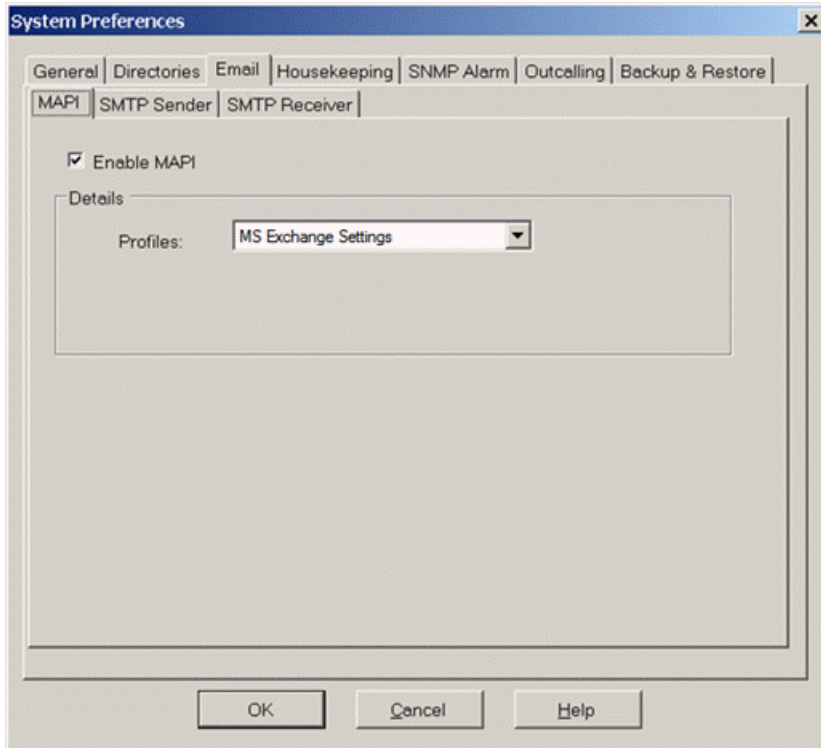 System Preferences
General Directories Email Housekeeping SNMP Alarm Outcalling Backup & Restore
MAPI SMTP Sender SMTP Receiver
Enable MAPI
Details
Profiles: MS Exchange Settings
OK Cancel Help